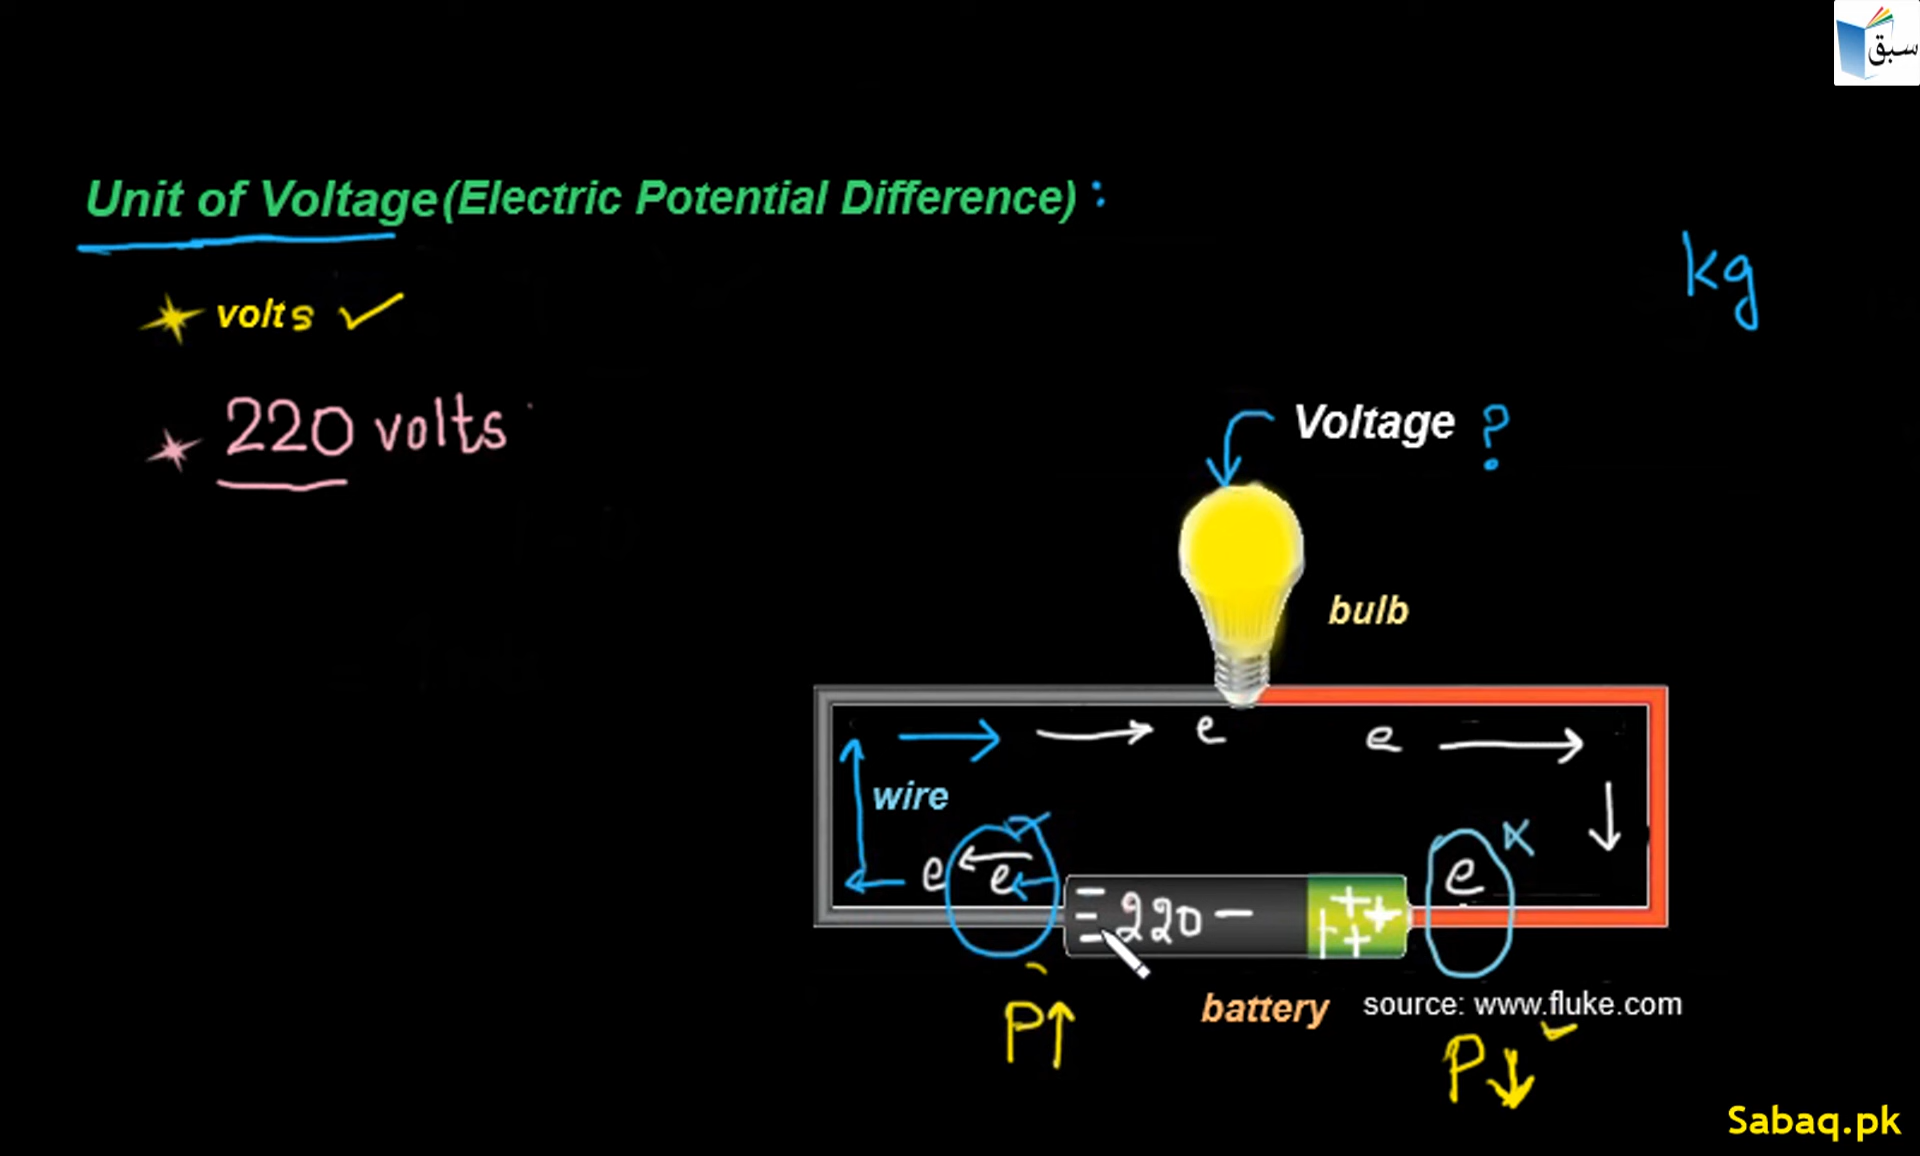 سبق
Unit of Voltage(Electric Potential Difference) :
kg
volts
220 volts
Voltage ?
bulb
e e
wire
e e e
220 -
P↑
battery source: www.fluke.com
P↓
Sabaq.pk